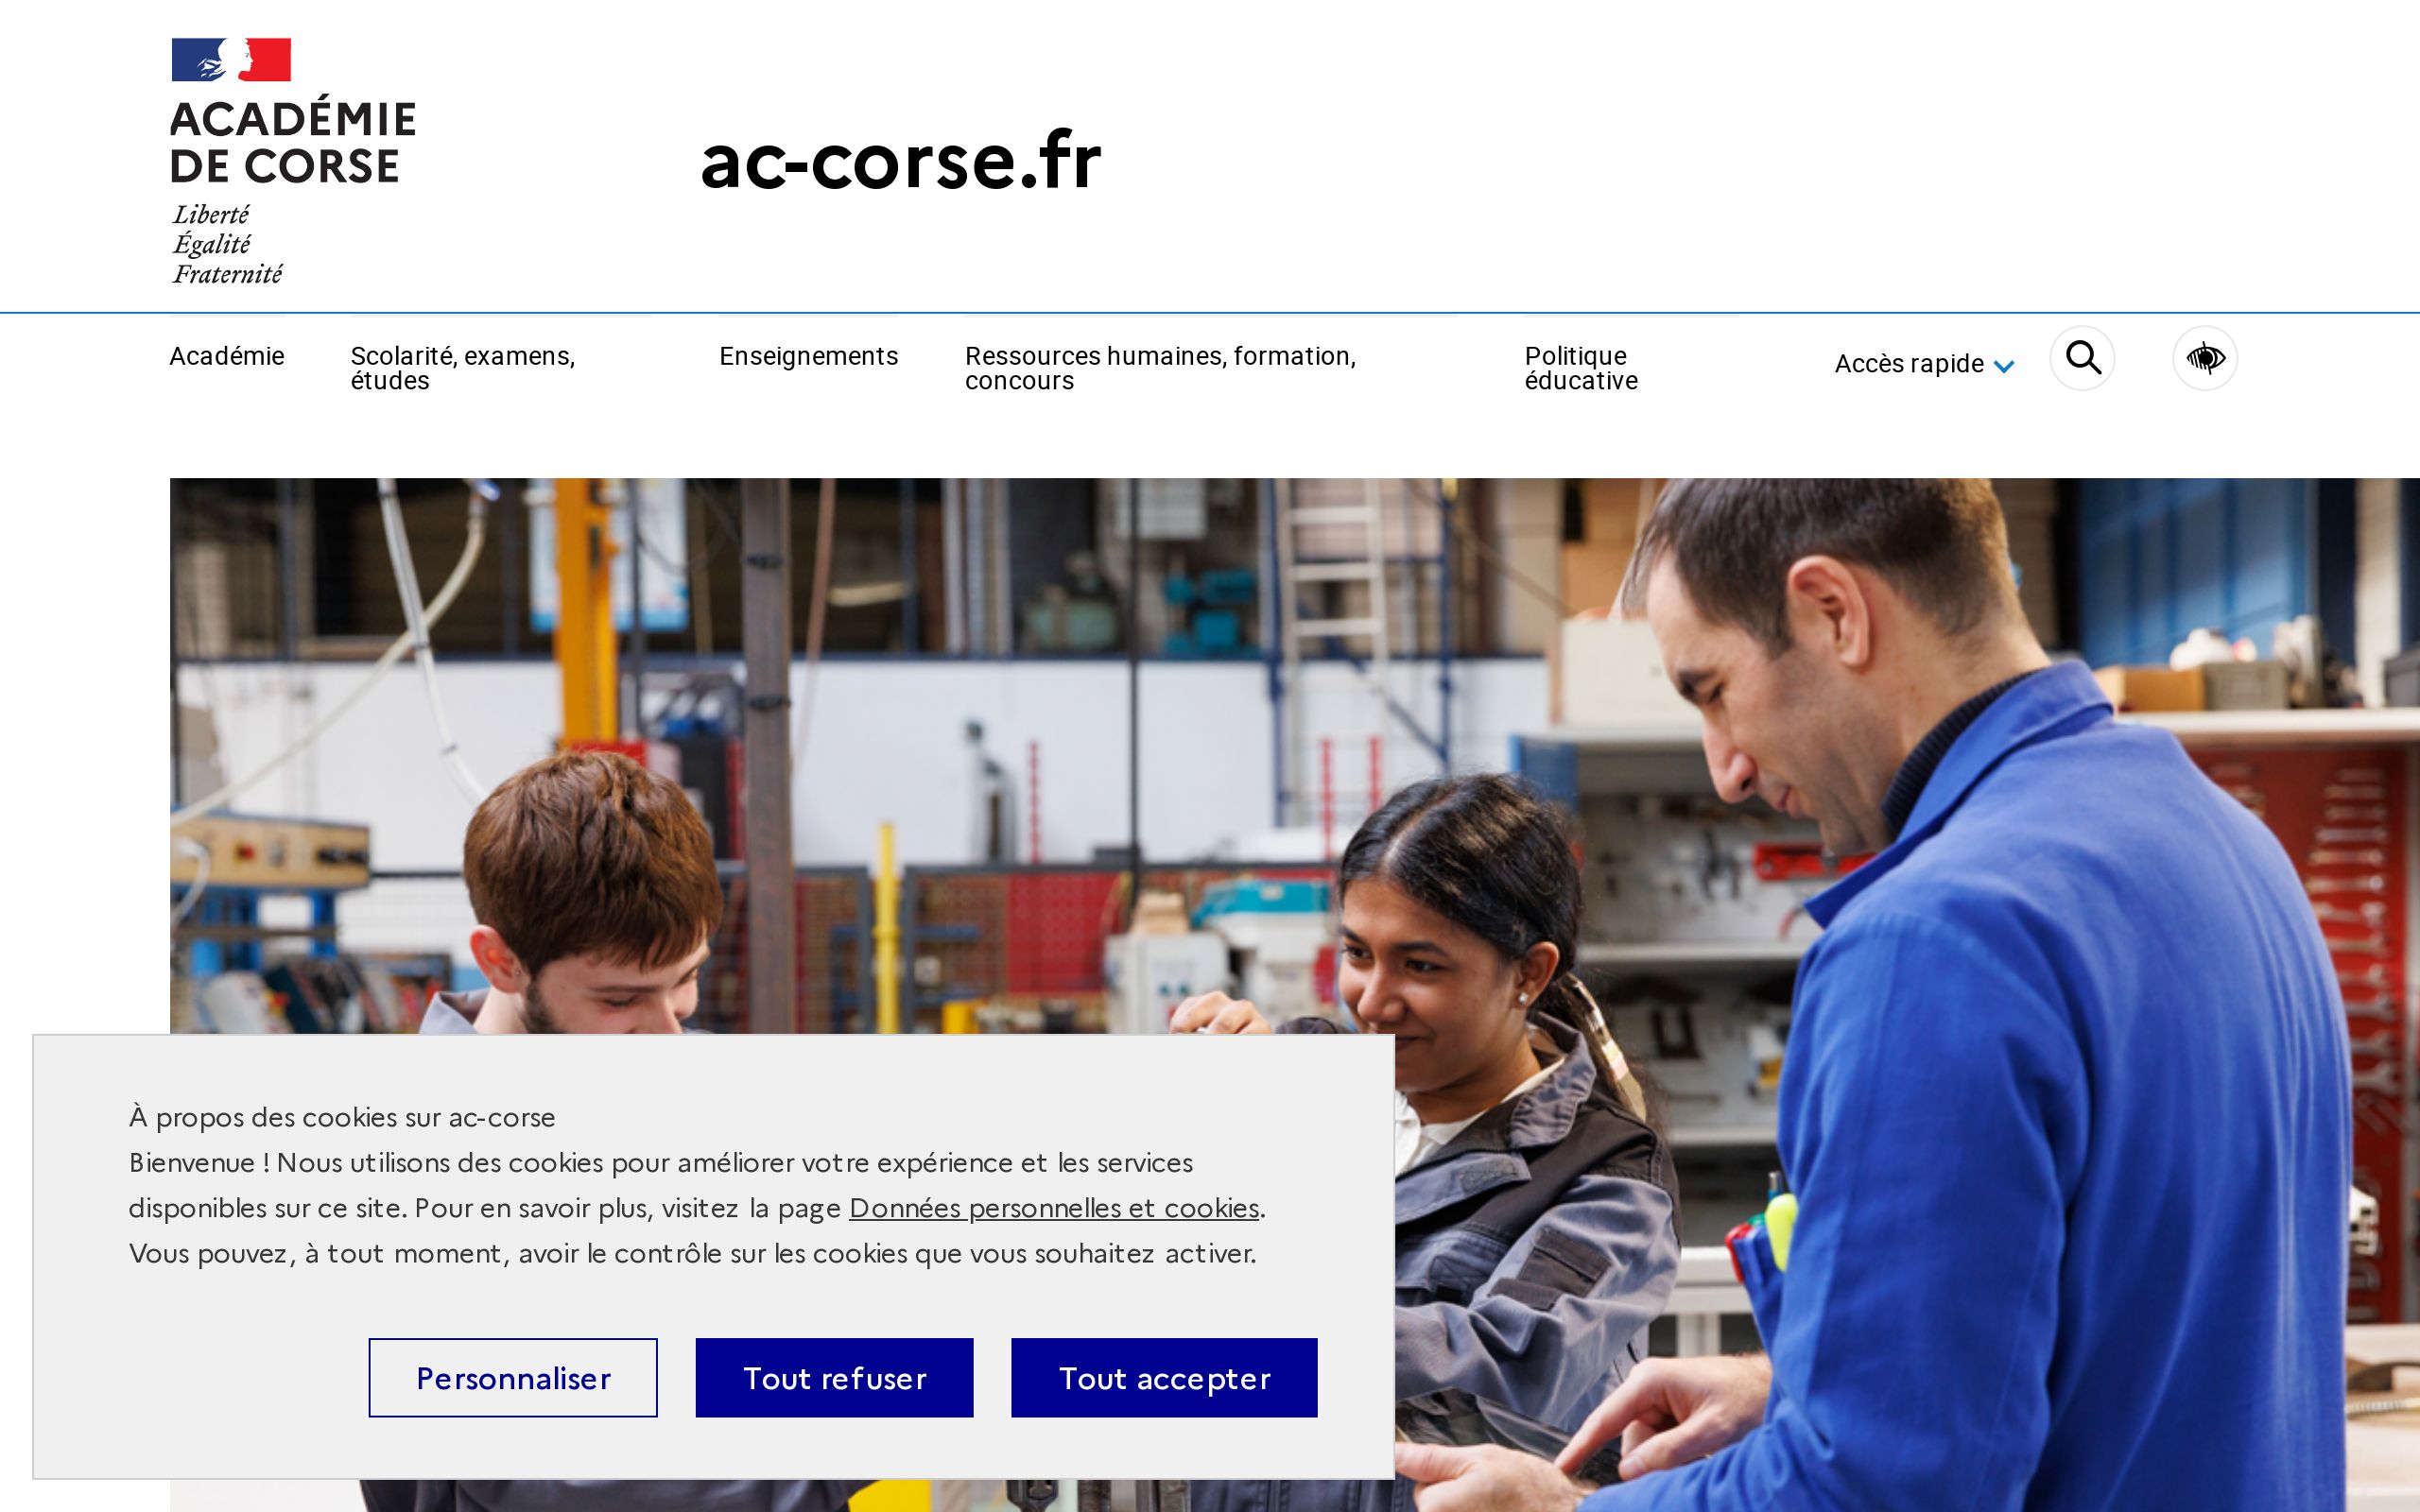 ACADÉMIE
DE CORSE
Liberté
Égalité
Fraternité
ac-corse.fr
Académie
Scolarité, examens,
études
Enseignements
Ressources humaines, formation,
concours
Politique
éducative
Accès rapide
À propos des cookies sur ac-corse
Bienvenue ! Nous utilisons des cookies pour améliorer votre expérience et les services
disponibles sur ce site. Pour en savoir plus, visitez la page Données personnelles et cookies.
Vous pouvez, à tout moment, avoir le contrôle sur les cookies que vous souhaitez activer.
Personnaliser
Tout refuser
Tout accepter